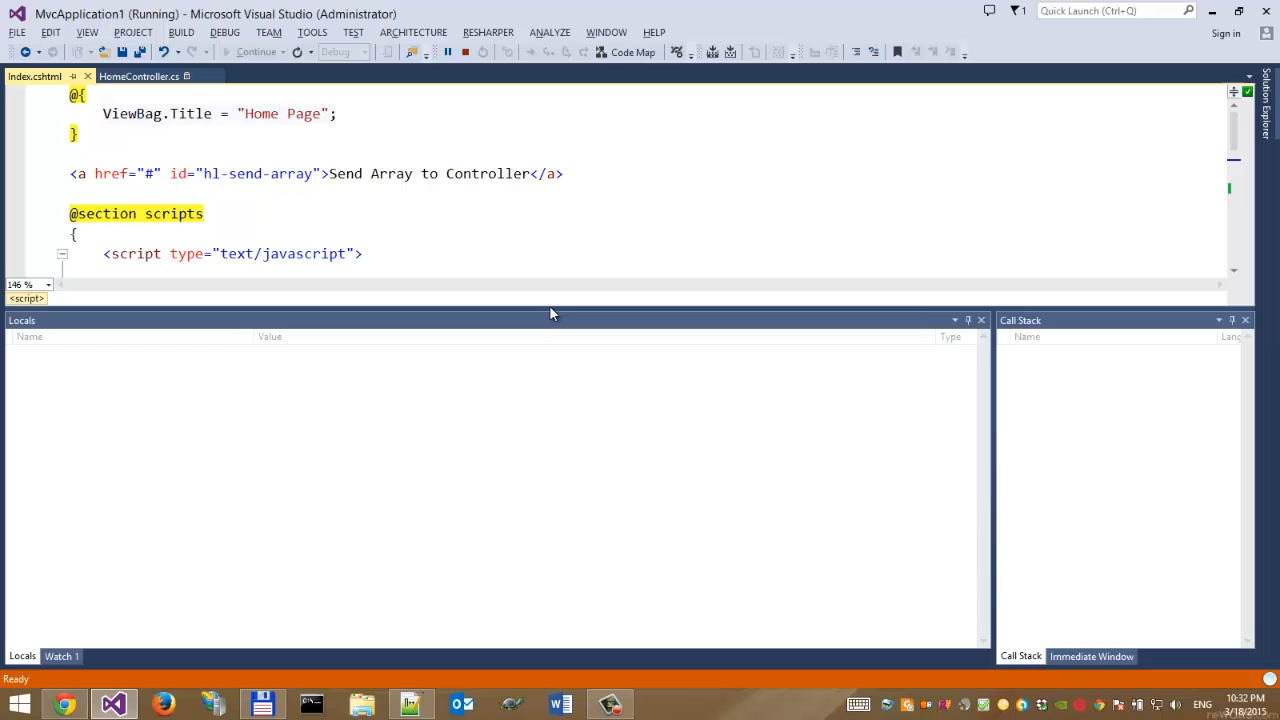 MvcApplication1 (Running) - Microsoft Visual Studio (Administrator)
1
Quick Launch (Ctrl+Q)
FILE EDIT VIEW PROJECT BUILD DEBUG TEAM TOOLS TEST ARCHITECTURE RESHARPER ANALYZE WINDOW HELP
Sign in
Continue
Debug
Code Map
Index.cshtml
HomeController.cs
Solution Explorer
@{
ViewBag.Title = "Home Page";
}
<a href="#" id="hl-send-array">Send Array to Controller</a>
@section scripts
{
<script type="text/javascript">
146 %
<script>
Locals
Name Value Type
Call Stack
Name Lang
Locals Watch 1
Call Stack Immediate Window
Ready
ENG
10:32 PM
3/18/2015